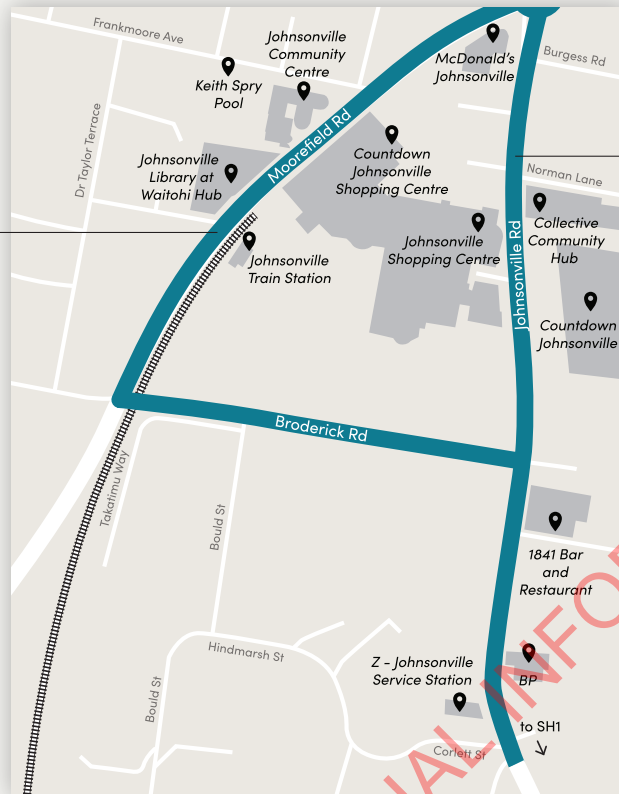 Frankmoore Ave
Johnsonville
Community
Centre
McDonald's
Johnsonville
Burgess Rd
Keith Spry
Pool
Dr Taylor Terrace
Moorefield Rd
Johnsonville
Library at
Waitohi Hub
Countdown
Johnsonville
Shopping Centre
Norman Lane
Johnsonville
Train Station
Johnsonville
Shopping Centre
Johnsonville Rd
Collective
Community
Hub
Countdown
Johnsonville
Broderick Rd
Takatimu Way
Bould St
1841 Bar
and
Restaurant
Hindmarsh St
Bould St
Z - Johnsonville
Service Station
BP
to SH1
Corlett St